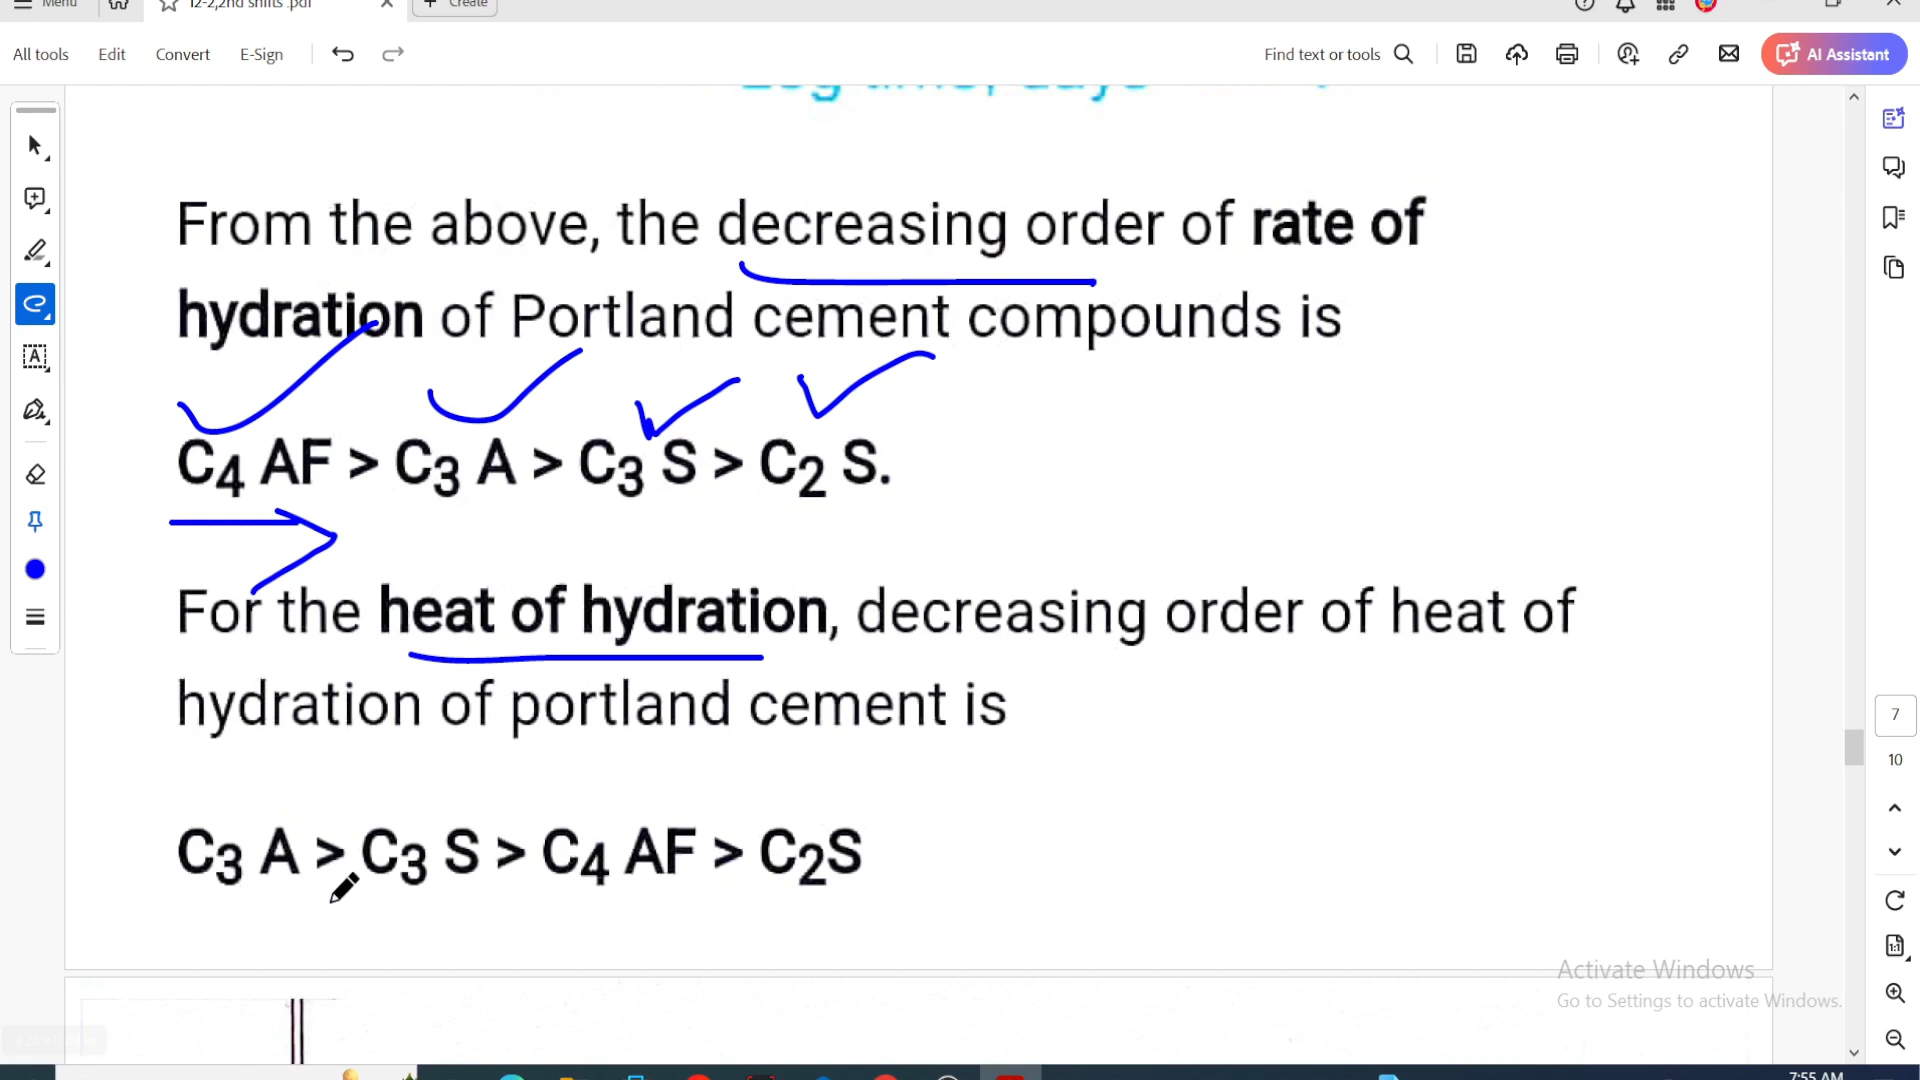 Menu
12-2,2nd shifts .pdf
Create
All tools
Edit
Convert
E-Sign
Find text or tools
AI Assistant
From the above, the decreasing order of rate of
hydration of Portland cement compounds is
C4 AF > C3 A > C3 S > C2 S.
For the heat of hydration, decreasing order of heat of
hydration of portland cement is
C3 A > C3 S > C4 AF > C2S
7
10
Activate Windows
Go to Settings to activate Windows.
7:55 AM